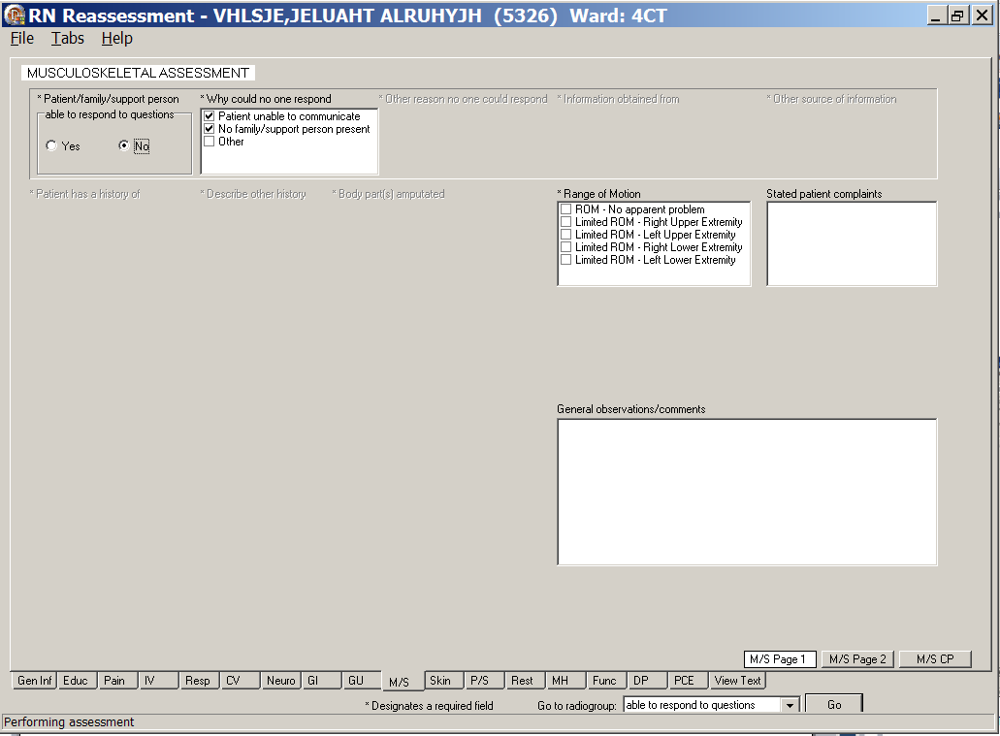 RN Reassessment - VHLSJE,JELUAHT ALRUHYJH (5326) Ward: 4CT
File Tabs Help
MUSCULOSKELETAL ASSESSMENT
* Patient/family/support person
able to respond to questions
Yes
No
* Why could no one respond
Patient unable to communicate
No family/support person present
Other
* Other reason no one could respond
* Information obtained from
* Other source of information
* Patient has a history of
* Describe other history
* Body part(s) amputated
* Range of Motion
ROM - No apparent problem
Limited ROM - Right Upper Extremity
Limited ROM - Left Upper Extremity
Limited ROM - Right Lower Extremity
Limited ROM - Left Lower Extremity
Stated patient complaints
General observations/comments
M/S Page 1 M/S Page 2 M/S CP
Gen Inf Educ Pain IV Resp CV Neuro GI GU M/S Skin P/S Rest MH Func DP PCE View Text
* Designates a required field
Go to radiogroup: able to respond to questions Go
Performing assessment